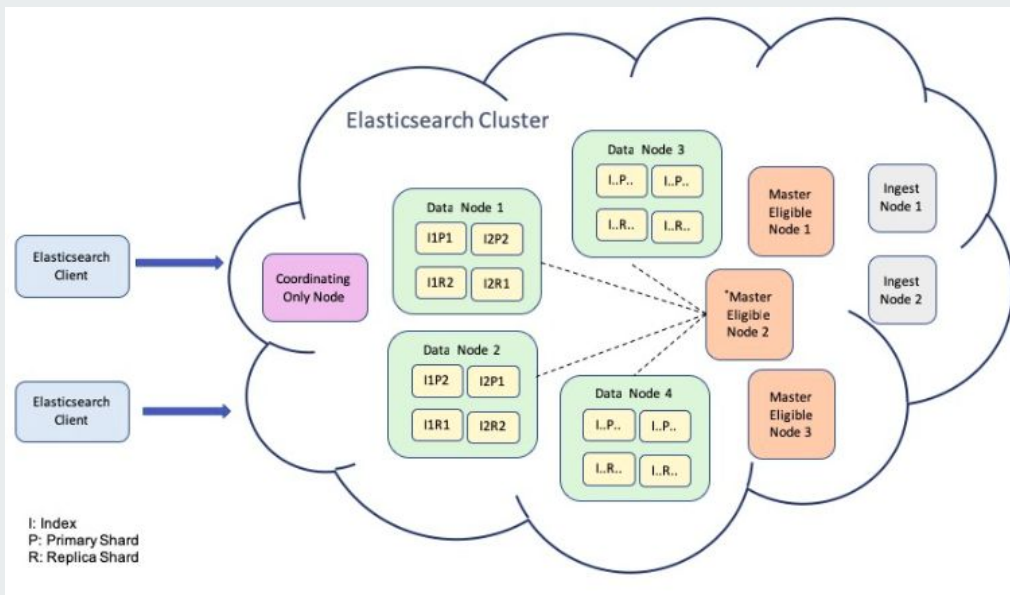 Elasticsearch Cluster
Elasticsearch
Client
Elasticsearch
Client
Coordinating
Only Node
Data Node 1
I1P1
I2P2
I1R2
I2R1
Data Node 2
I1P2
I2P1
I1R1
I2R2
Data Node 3
I..P..
I..P..
I..R..
I..R..
Data Node 4
I..P..
I..P..
I..R..
I..R..
Master
Eligible
Node 1
*Master
Eligible
Node 2
Master
Eligible
Node 3
Ingest
Node 1
Ingest
Node 2
I: Index
P: Primary Shard
R: Replica Shard